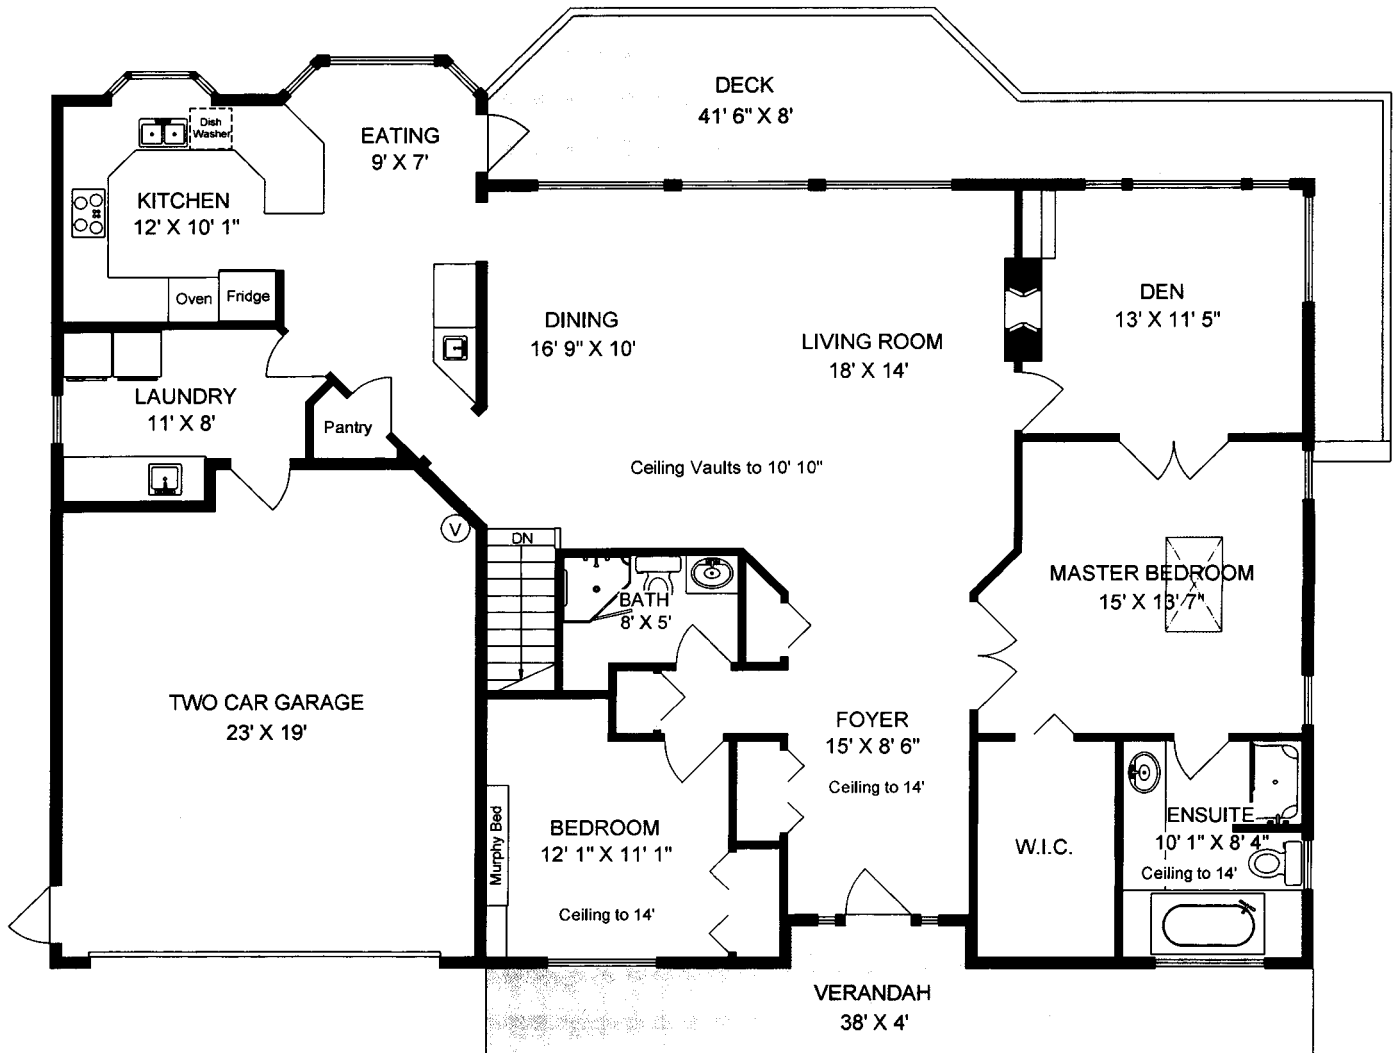 DECK
41' 6" X 8'
Dish
Washer
EATING
9' X 7'
KITCHEN
12' X 10' 1"
Oven
Fridge
DINING
16' 9" X 10'
LIVING ROOM
18' X 14'
DEN
13' X 11' 5"
LAUNDRY
11' X 8'
Pantry
Ceiling Vaults to 10' 10"
V
DN
BATH
8' X 5'
MASTER BEDROOM
15' X 13' 7"
TWO CAR GARAGE
23' X 19'
FOYER
15' X 8' 6"
Ceiling to 14'
Murphy Bed
BEDROOM
12' 1" X 11' 1"
Ceiling to 14'
W.I.C.
ENSUITE
10' 1" X 8' 4"
Ceiling to 14'
VERANDAH
38' X 4'